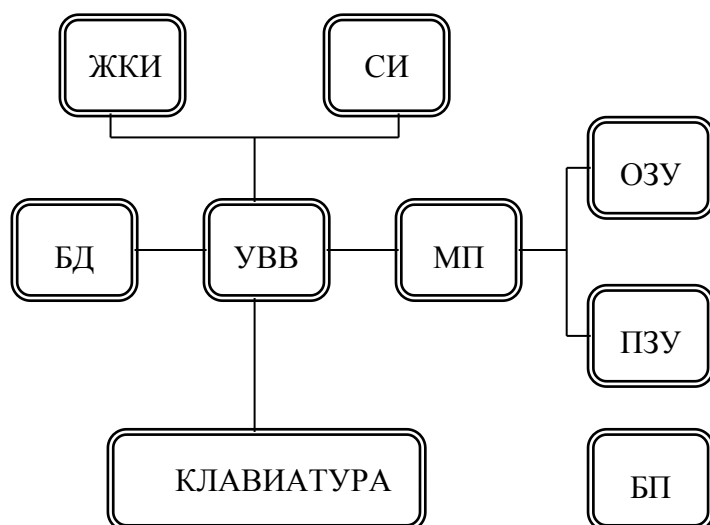 ЖКИ
СИ
ОЗУ
БД
УВВ
МП
ПЗУ
КЛАВИАТУРА
БП